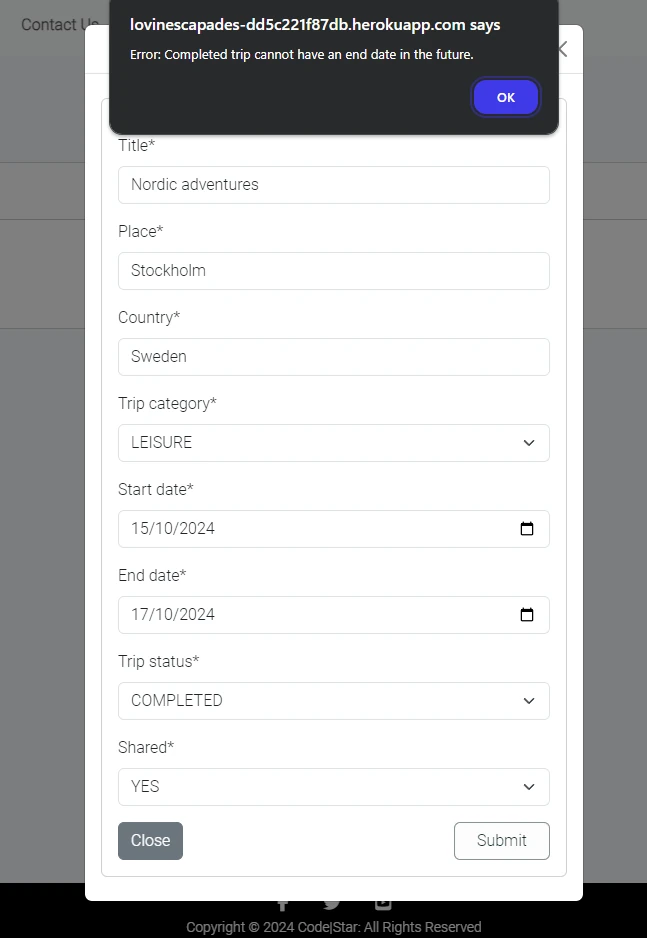 Contact Us
lovinescapades-dd5c221f87db.herokuapp.com says
Error: Completed trip cannot have an end date in the future.
OK
Title*
Nordic adventures
Place*
Stockholm
Country*
Sweden
Trip category*
LEISURE
Start date*
15/10/2024
End date*
17/10/2024
Trip status*
COMPLETED
Shared*
YES
Close
Submit
Copyright © 2024 Code|Star: All Rights Reserved